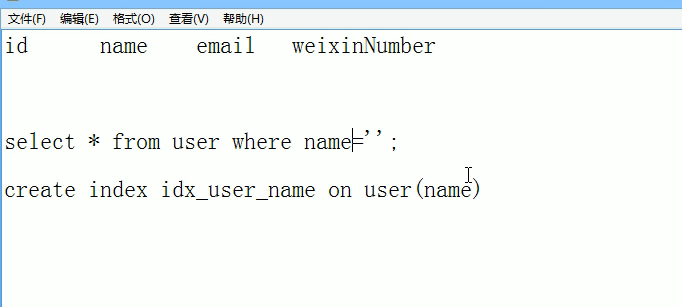 文件(F) 编辑(E) 格式(O) 查看(V) 帮助(H)
id name email weixinNumber
select * from user where name='';
create index idx_user_name on user(name)